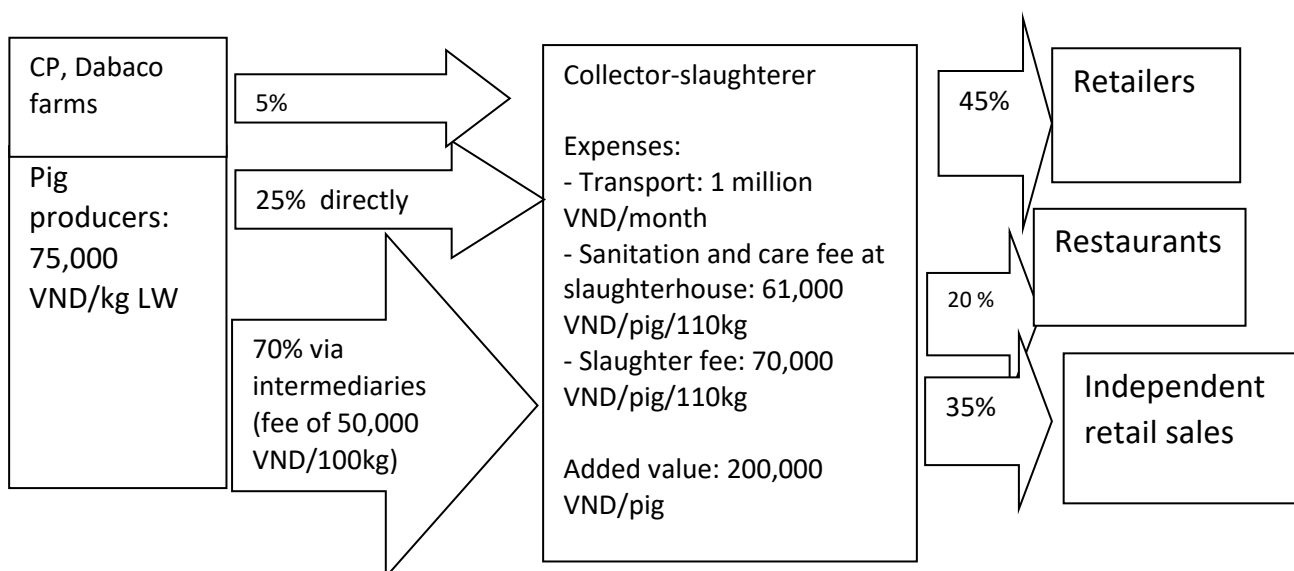 CP, Dabaco
farms
Pig
producers:
75,000
VND/kg LW
5%
25%  directly
70% via
intermediaries
(fee of 50,000
VND/100kg)
Collector-slaughterer
Expenses:
- Transport: 1 million
VND/month
- Sanitation and care fee at
slaughterhouse: 61,000
VND/pig/110kg
- Slaughter fee: 70,000
VND/pig/110kg
Added value: 200,000
VND/pig
45%
20 %
35%
Retailers
Restaurants
Independent
retail sales